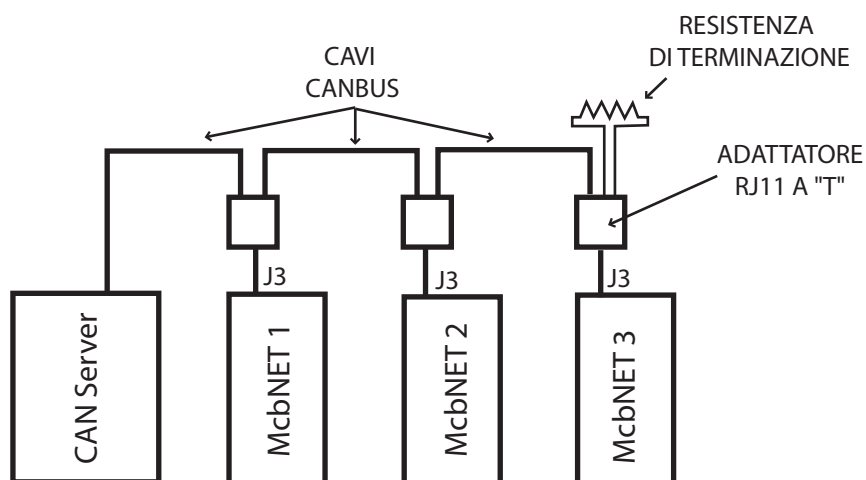 RESISTENZA
DI TERMINAZIONE
CAVI
CANBUS
ADATTATORE
RJ11 A "T"
J3
J3
J3
CAN Server
McbNET 1
McbNET 2
McbNET 3